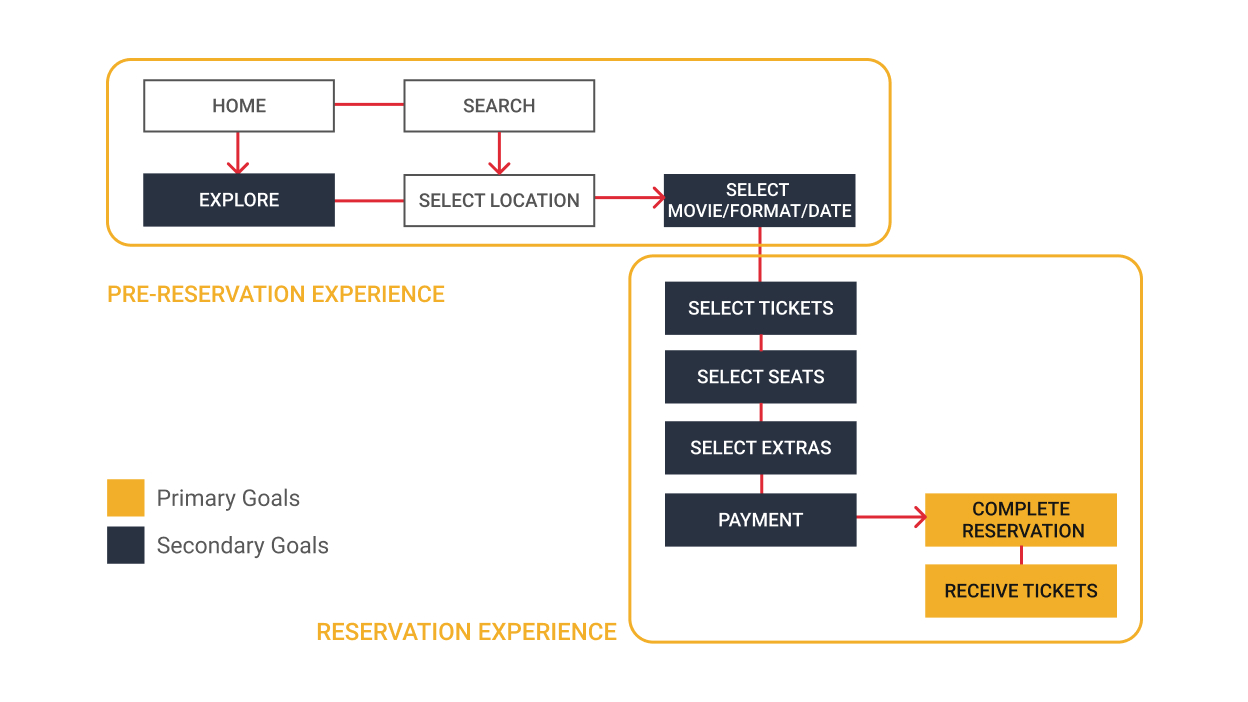 HOME
SEARCH
EXPLORE
SELECT LOCATION
SELECT
MOVIE/FORMAT/DATE
PRE-RESERVATION EXPERIENCE
SELECT TICKETS
SELECT SEATS
SELECT EXTRAS
PAYMENT
COMPLETE
RESERVATION
RECEIVE TICKETS
Primary Goals
Secondary Goals
RESERVATION EXPERIENCE